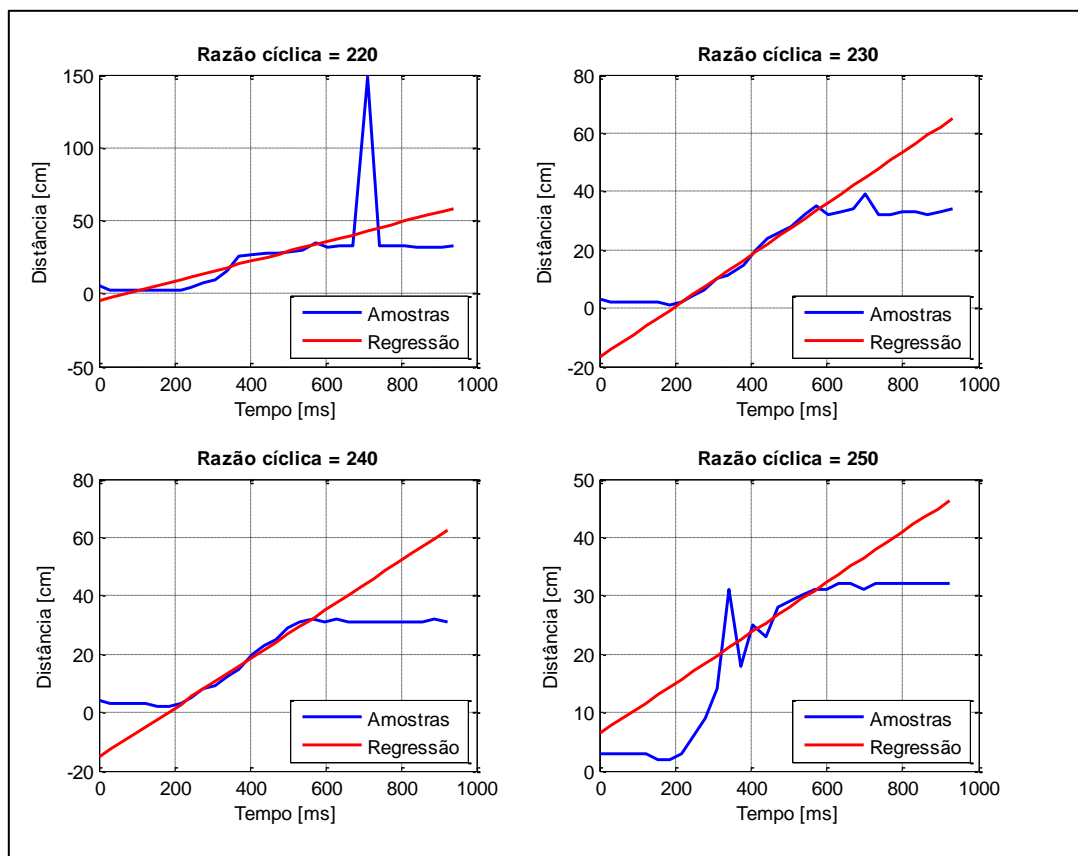 Razão cíclica = 220
150
100
50
0
-50
0 200 400 600 800 1000
Distância [cm]
Tempo [ms]
Amostras
Regressão
Razão cíclica = 230
80
60
40
20
0
-20
0 200 400 600 800 1000
Distância [cm]
Tempo [ms]
Amostras
Regressão
Razão cíclica = 240
80
60
40
20
0
-20
0 200 400 600 800 1000
Distância [cm]
Tempo [ms]
Amostras
Regressão
Razão cíclica = 250
50
40
30
20
10
0
0 200 400 600 800 1000
Distância [cm]
Tempo [ms]
Amostras
Regressão